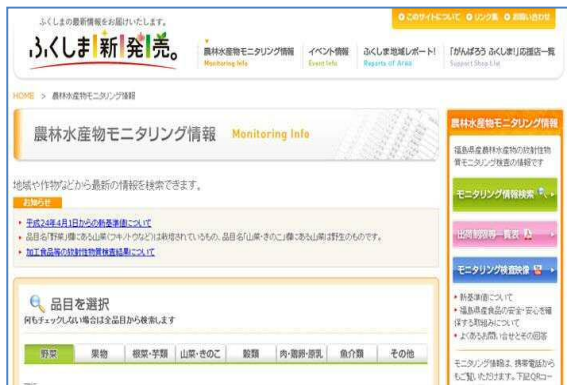 ふくしまの最新情報をお届けいたします。
このサイトについて リンク集 お問い合わせ
ふくしま新発売。
農林水産物モニタリング情報 イベント情報 ふくしま地域レポート! 「がんばろう ふくしま!」応援店一覧
Monitoring Info Event Info Reports of Area Support Shop List
HOME > 農林水産物モニタリング情報
農林水産物モニタリング情報 Monitoring Info
地域や作物などから最新の情報を検索できます。
お知らせ
平成24年4月1日からの新基準値について
品目名「野菜」欄にある山菜(フキノトウなど)は栽培されているもの、品目名「山菜・きのこ」欄にある山菜は野生のものです。
加工食品等の放射性物質検査結果について
品目を選択
何もチェックしない場合は全品目から検索します
野菜 果物 根菜・芋類 山菜・きのこ 穀類 肉・鶏卵・原乳 魚介類 その他
農林水産物モニタリング情報
福島県産農林水産物の放射性物
質モニタリング検査の情報です
モニタリング情報検索
出荷制限等一覧表
モニタリング検査映像
新基準値について
福島県産食品の安全・安心を確
保する取組みについて
よくあるお問い合せとその回答
モニタリング情報は、携帯電話から
もご覧いただけます。下記QRコー